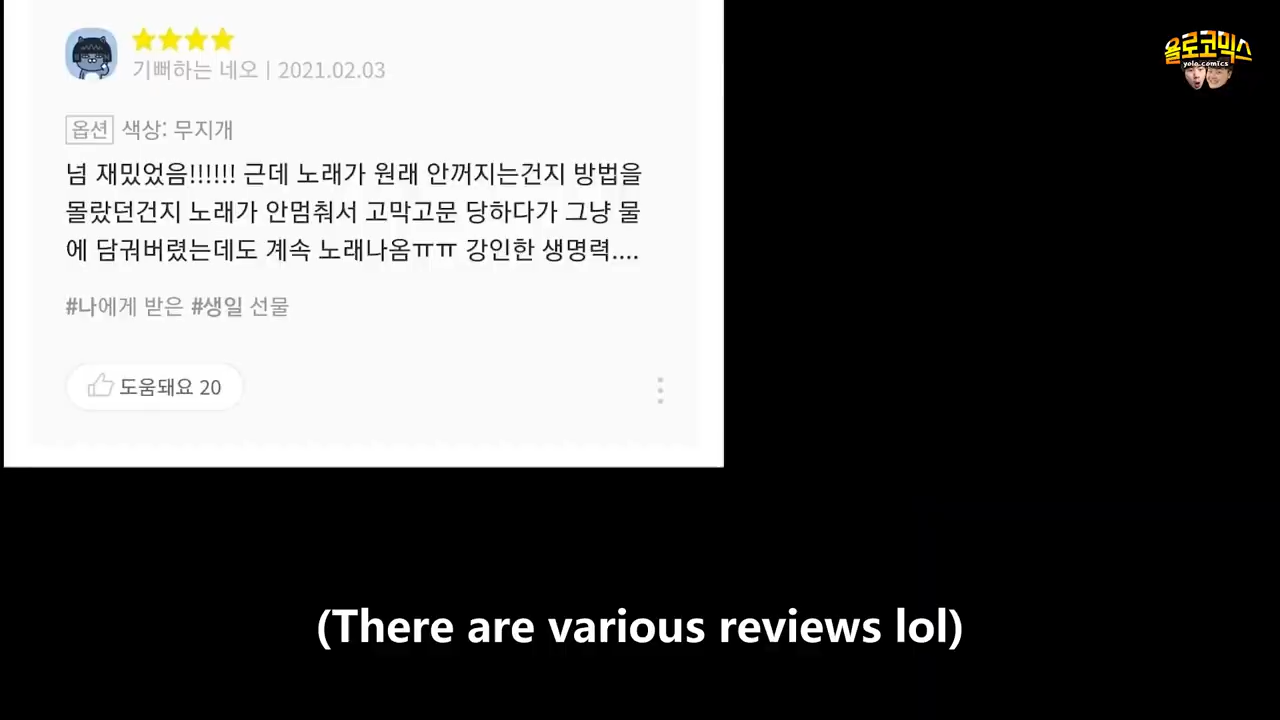 기뻐하는 네오 | 2021.02.03
옵션 색상: 무지개
넘 재밌었음!!!!!! 근데 노래가 원래 안꺼지는건지 방법을
몰랐던건지 노래가 안멈춰서 고막고문 당하다가 그냥 물
에 담궈버렸는데도 계속 노래나옴ㅠㅠ 강인한 생명력....
#나에게 받은 #생일 선물
도움돼요 20
욜로코믹스
yolo.comics
(There are various reviews lol)